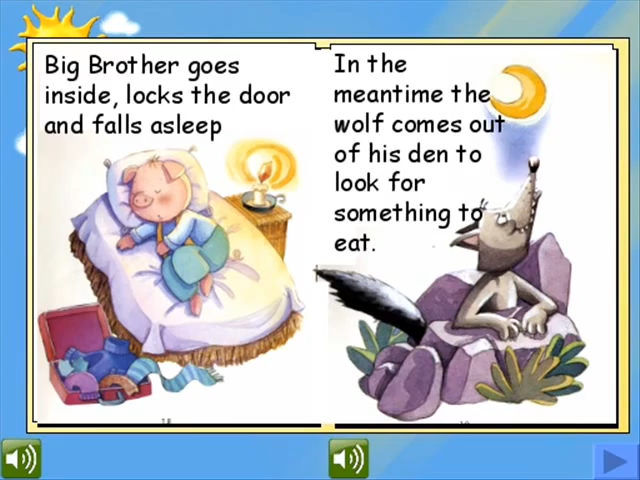 Big Brother goes
inside, locks the door
and falls asleep
In the
meantime the
wolf comes out
of his den to
look for
something to
eat.